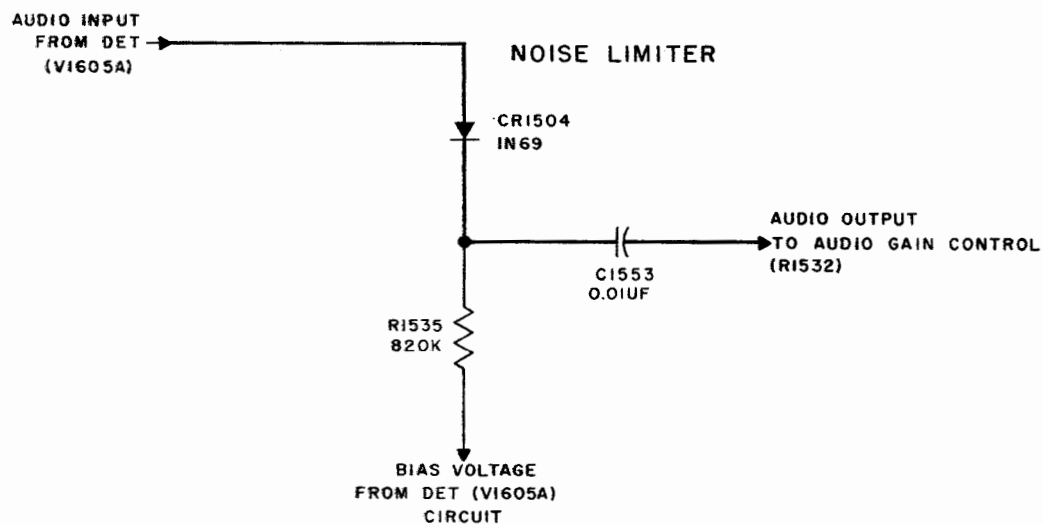 AUDIO INPUT
FROM DET
(V1605A)
NOISE LIMITER
CR1504
IN69
AUDIO OUTPUT
TO AUDIO GAIN CONTROL
(R1532)
C1553
0.01UF
R1535
820K
BIAS VOLTAGE
FROM DET (V1605A)
CIRCUIT